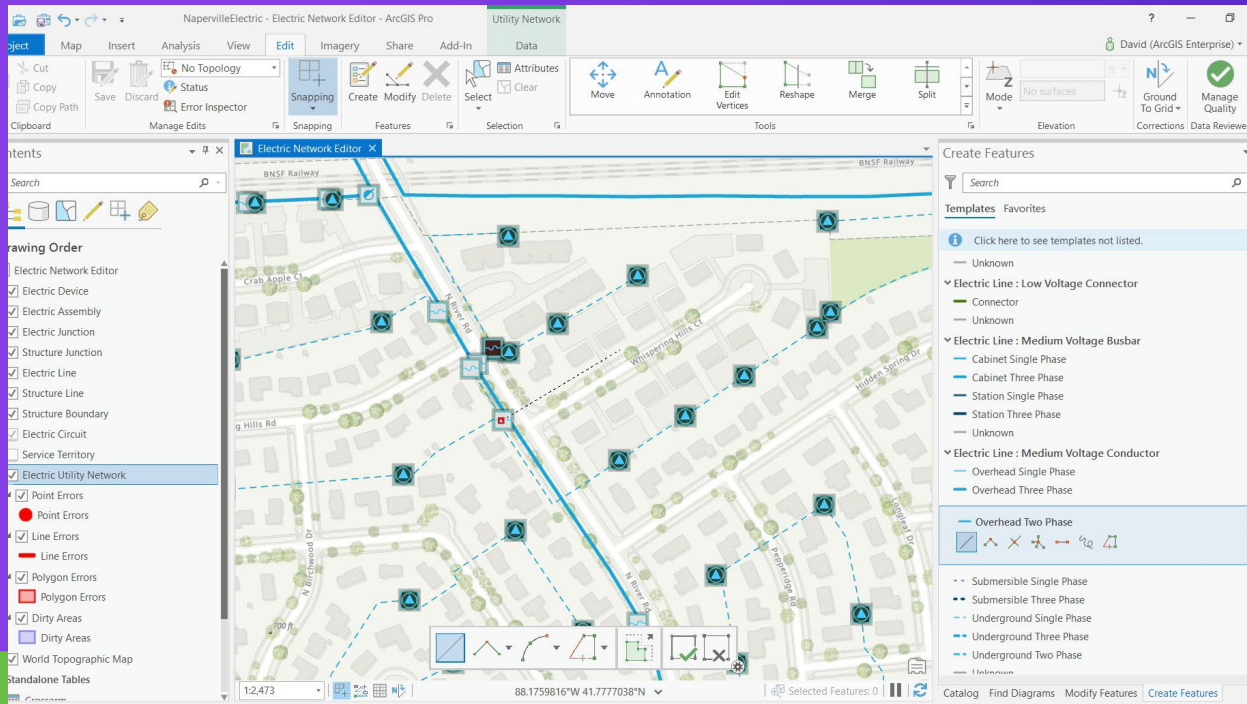 NapervilleElectric - Electric Network Editor - ArcGIS Pro
Utility Network
?
Map Insert Analysis View Edit Imagery Share Add-In Data
David (ArcGIS Enterprise)
Cut
Copy
Copy Path
Clipboard
Save Discard
No Topology
Status
Error Inspector
Manage Edits
Snapping
Snapping
Create Modify Delete
Features
Select
Attributes
Clear
Selection
Move
Annotation
Edit Vertices
Reshape
Merge
Split
Tools
Z Mode
No surfaces
Elevation
Ground To Grid
Corrections
Manage Quality
Data Reviewe
ntents
Search
rawing Order
Electric Network Editor
Electric Device
Electric Assembly
Electric Junction
Structure Junction
Electric Line
Structure Line
Structure Boundary
Electric Circuit
Service Territory
Electric Utility Network
Point Errors
Point Errors
Line Errors
Line Errors
Polygon Errors
Polygon Errors
Dirty Areas
Dirty Areas
World Topographic Map
Standalone Tables
Electric Network Editor
BNSF Railway
BNSF Railway
Crab Apple Ct
N River Rd
Whispering Hills Ct
Hidden Spring Dr
g Hills Rd
N Birchwood Dr
Longleaf Dr
Pepperidge Rd
N River Rd
700 ft
1:2,473
88.1759816°W 41.7777038°N
Selected Features: 0
Create Features
Search
Templates Favorites
Click here to see templates not listed.
Unknown
Electric Line : Low Voltage Connector
Connector
Unknown
Electric Line : Medium Voltage Busbar
Cabinet Single Phase
Cabinet Three Phase
Station Single Phase
Station Three Phase
Unknown
Electric Line : Medium Voltage Conductor
Overhead Single Phase
Overhead Three Phase
Overhead Two Phase
Submersible Single Phase
Submersible Three Phase
Underground Single Phase
Underground Three Phase
Underground Two Phase
Unknown
Catalog Find Diagrams Modify Features Create Features